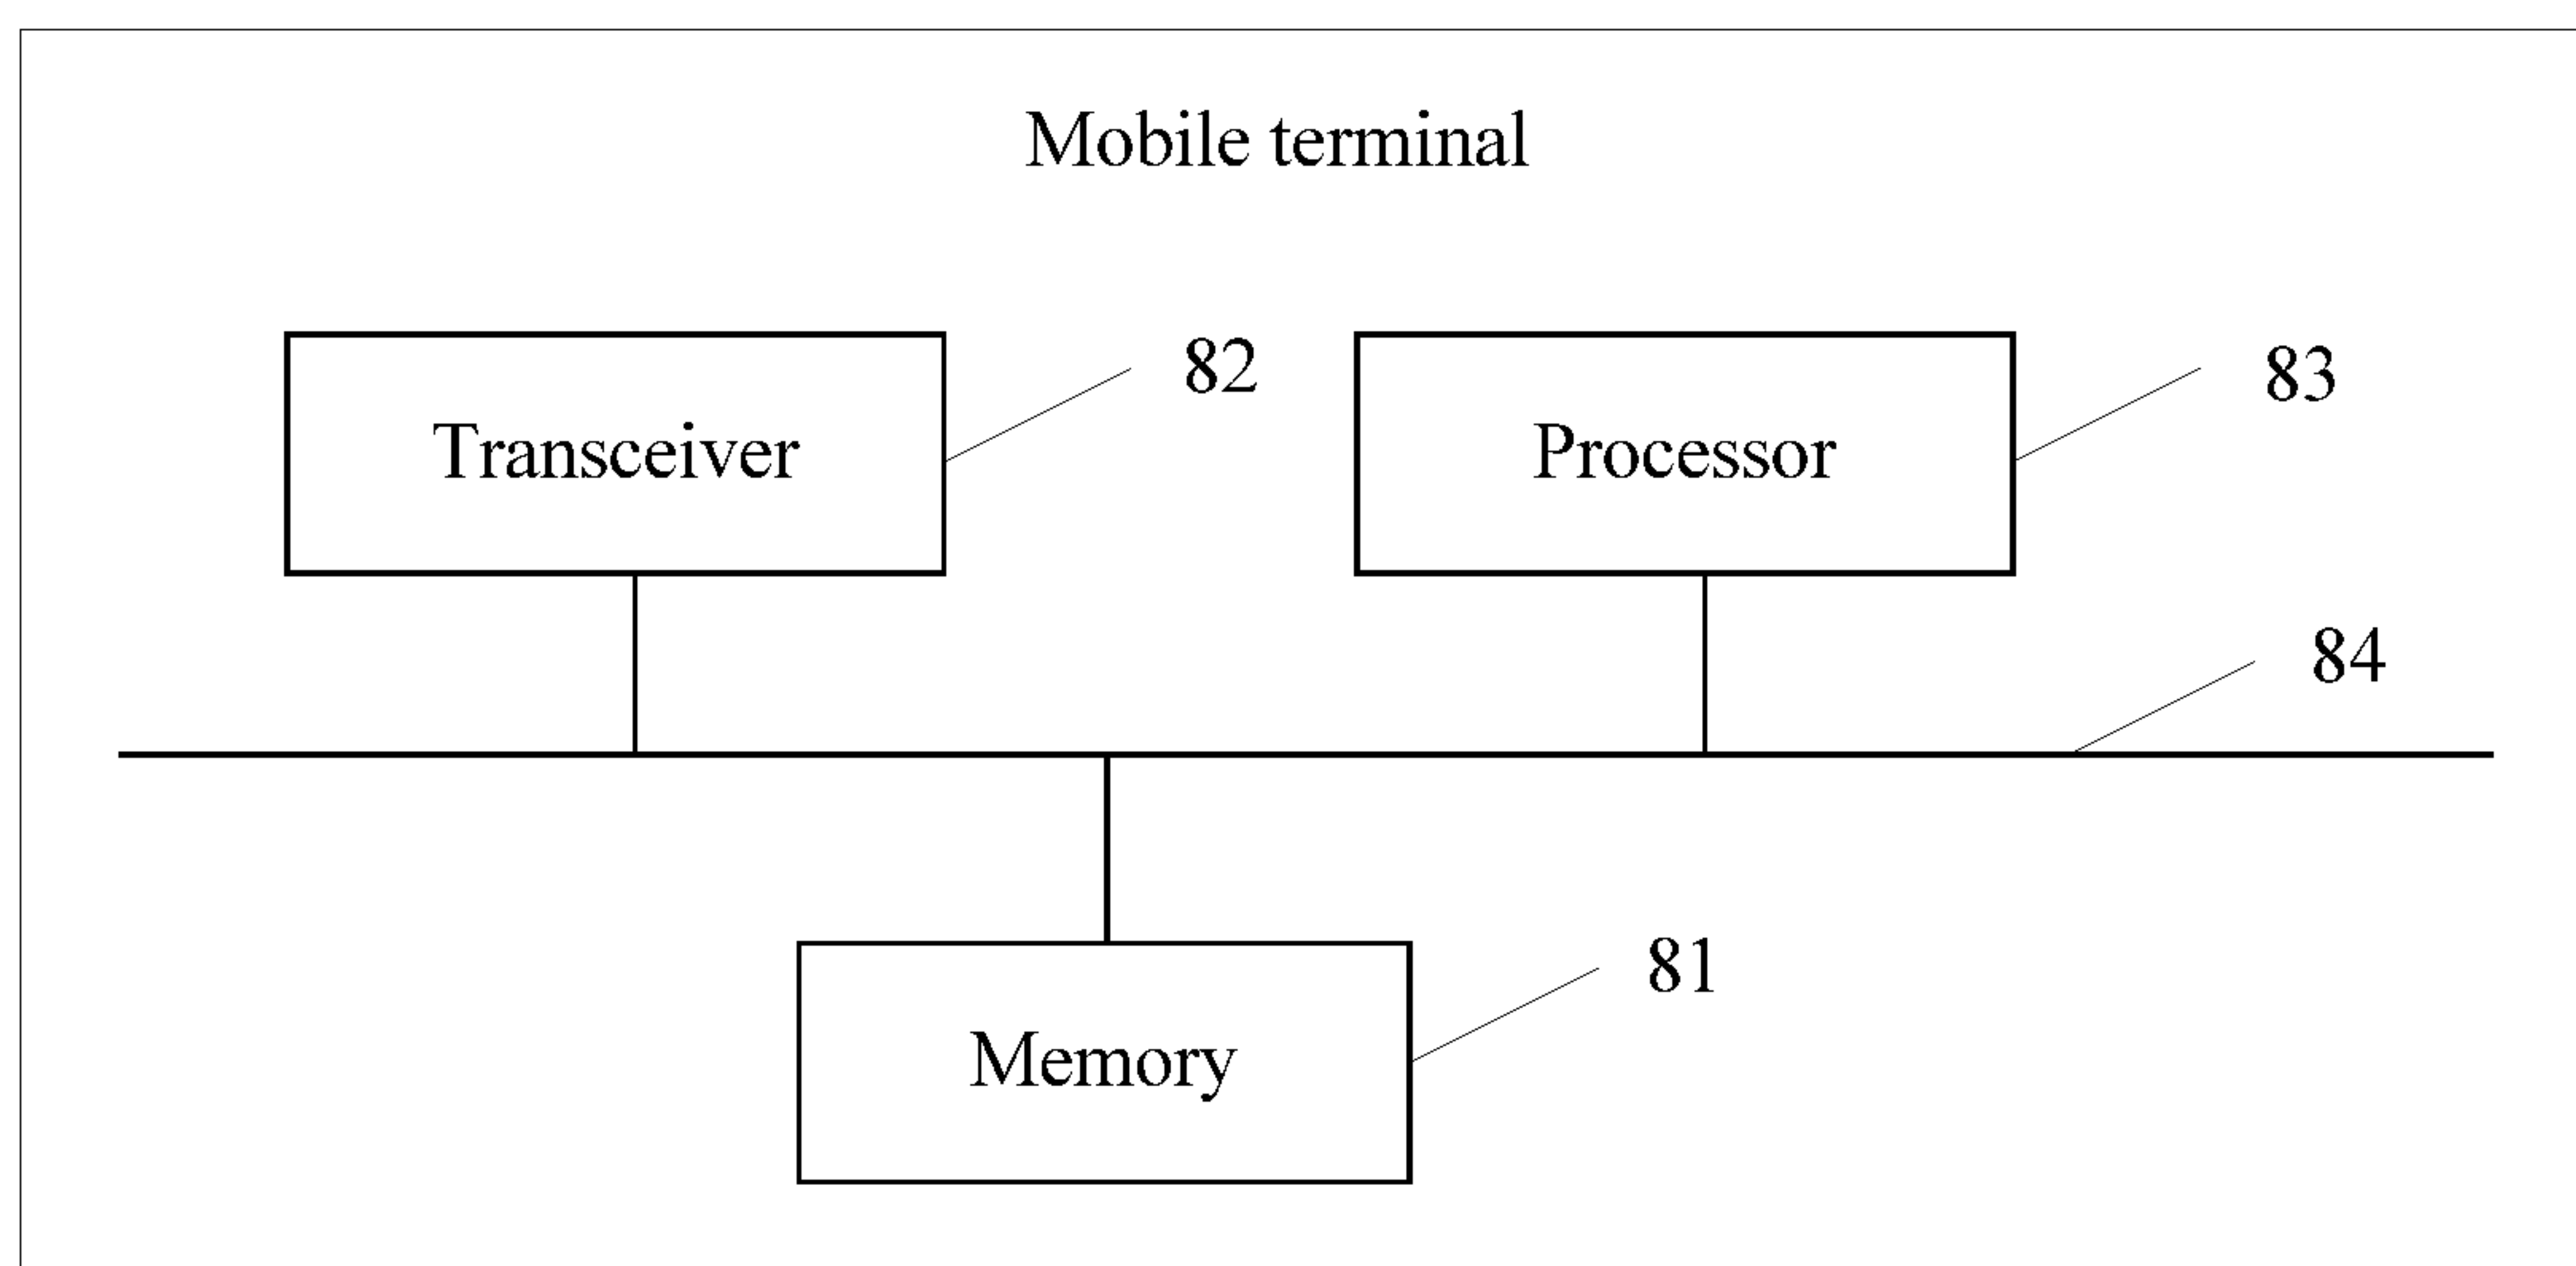 Mobile terminal
Transceiver
82
Processor
83
84
Memory
81